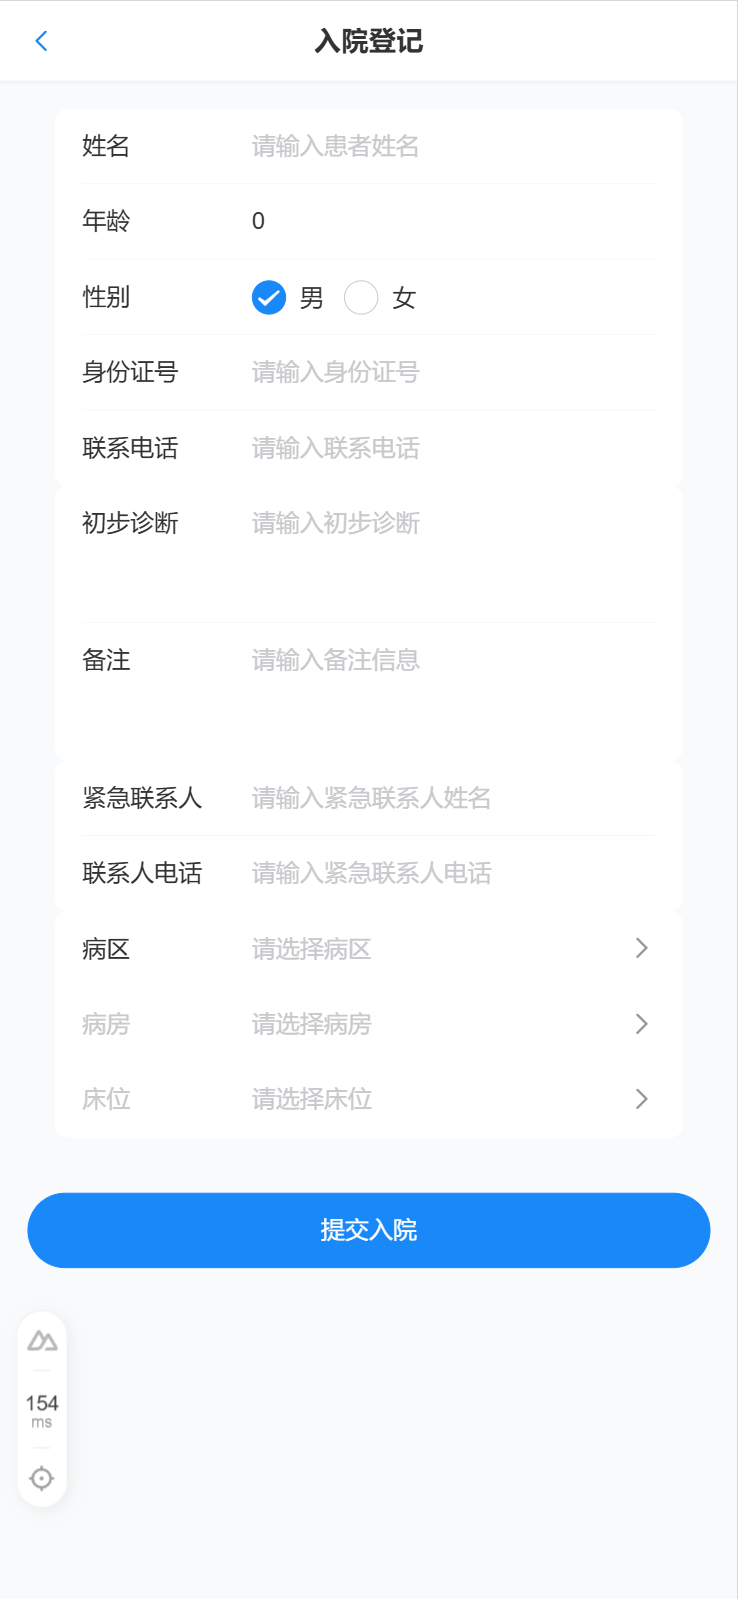 入院登记
姓名 请输入患者姓名
年龄 0
性别 男 女
身份证号 请输入身份证号
联系电话 请输入联系电话
初步诊断 请输入初步诊断
备注 请输入备注信息
紧急联系人 请输入紧急联系人姓名
联系人电话 请输入紧急联系人电话
病区 请选择病区
病房 请选择病房
床位 请选择床位
提交入院
154
ms